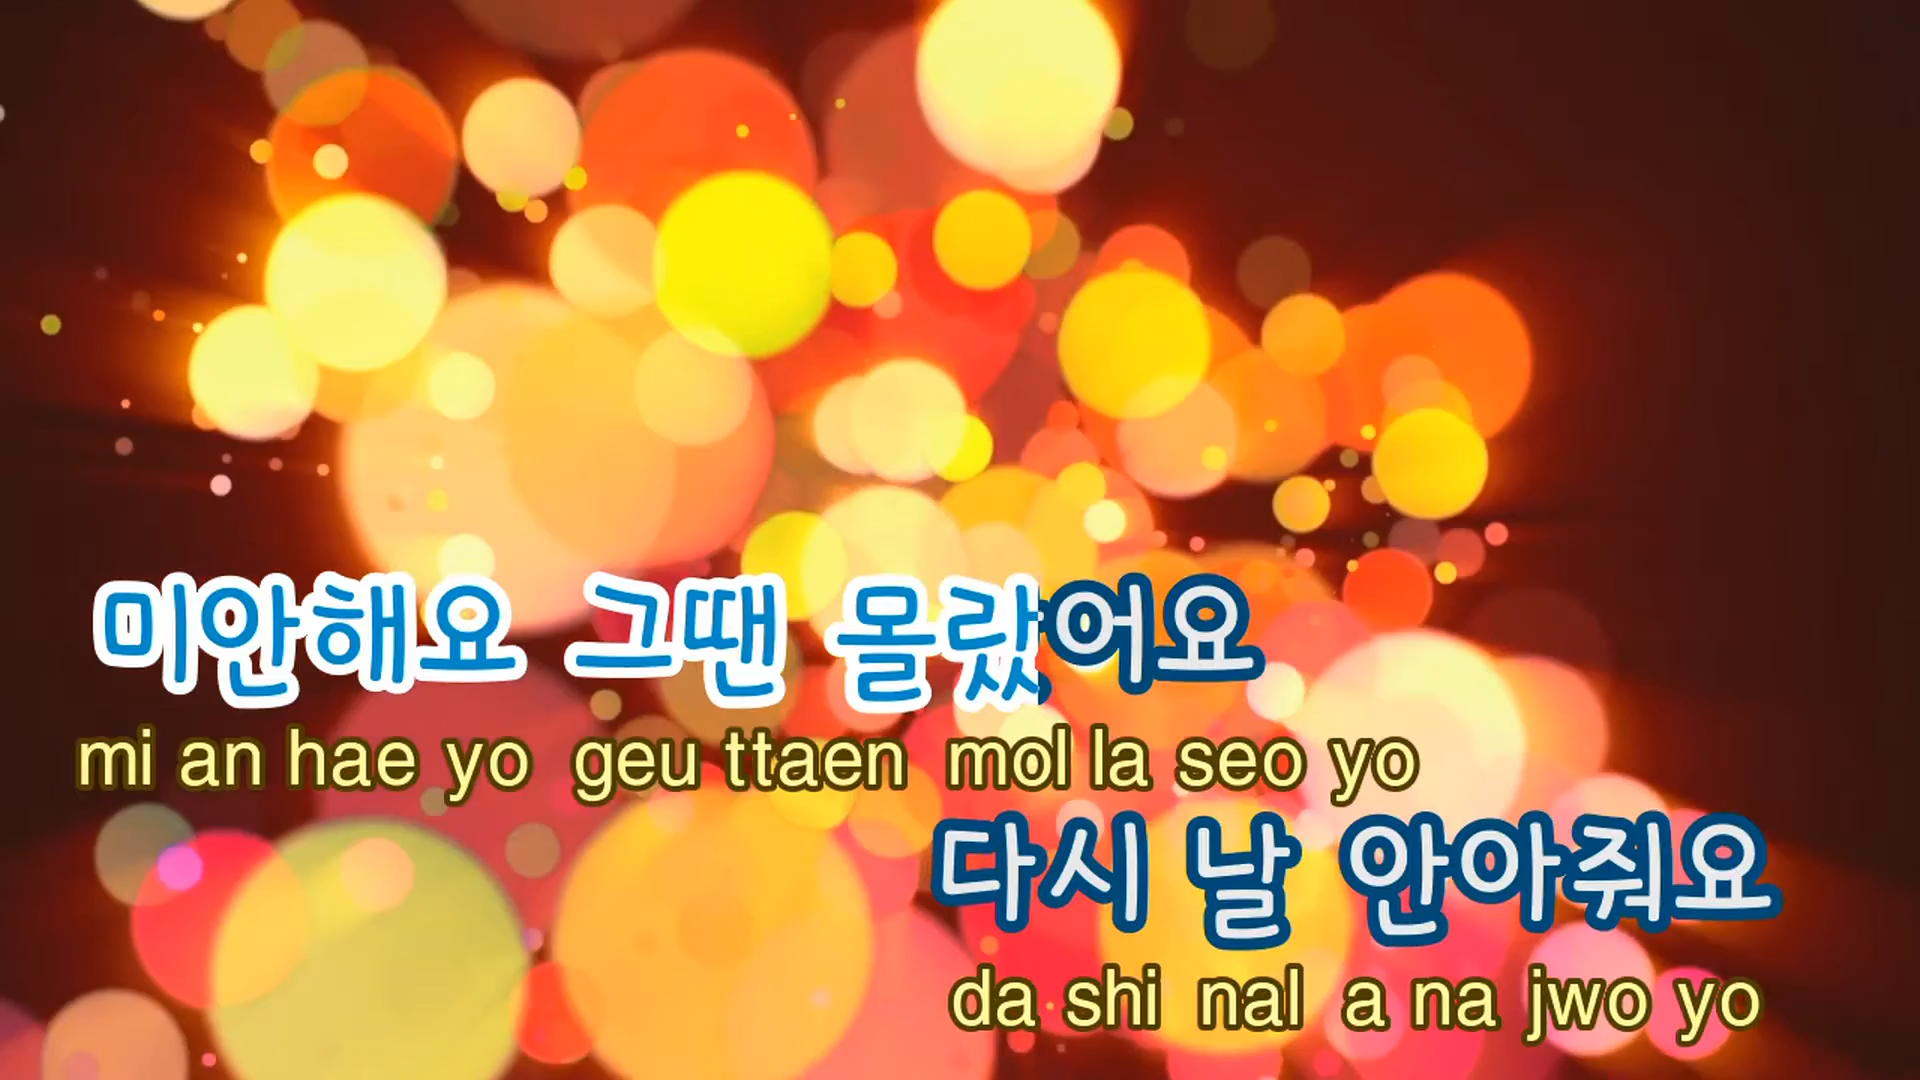 미안해요 그땐 몰랐어요
mi an hae yo geu ttaen mol la seo yo
다시 날 안아줘요
da shi nal a na jwo yo